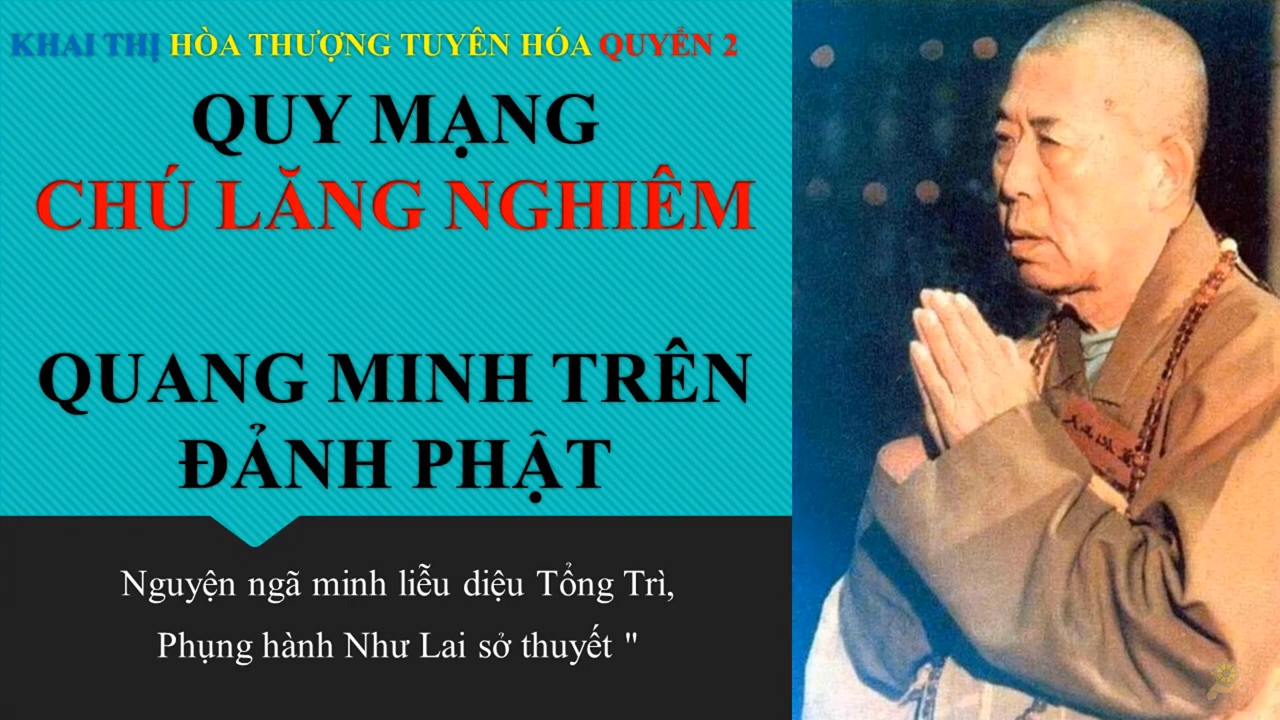 KHAI THỊ HÒA THƯỢNG TUYÊN HÓA QUYỂN 2
QUY MẠNG
CHÚ LĂNG NGHIÊM
QUANG MINH TRÊN
ĐẢNH PHẬT
Nguyện ngã minh liễu diệu Tổng Trì,
Phụng hành Như Lai sở thuyết "